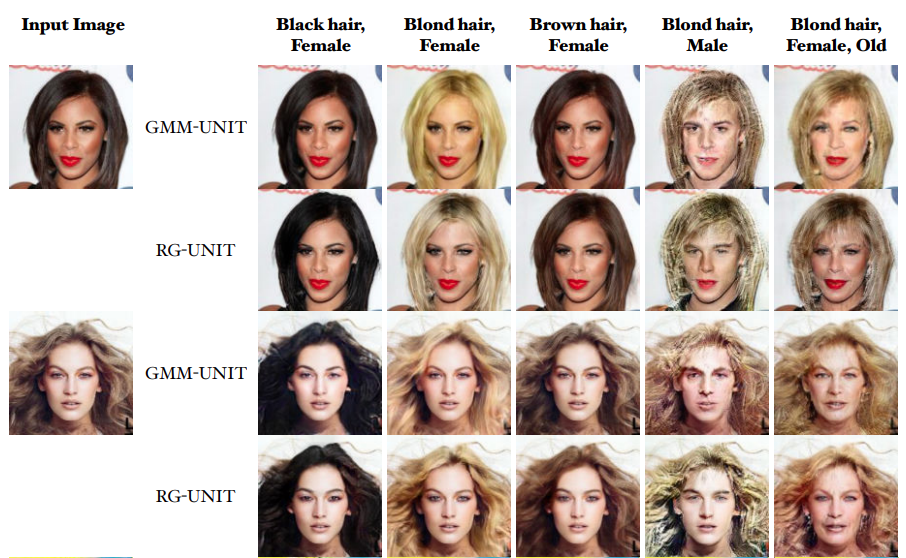 Input Image
Black hair,
Female
Blond hair,
Female
Brown hair,
Female
Blond hair,
Male
Blond hair,
Female, Old
GMM-UNIT
RG-UNIT
GMM-UNIT
RG-UNIT